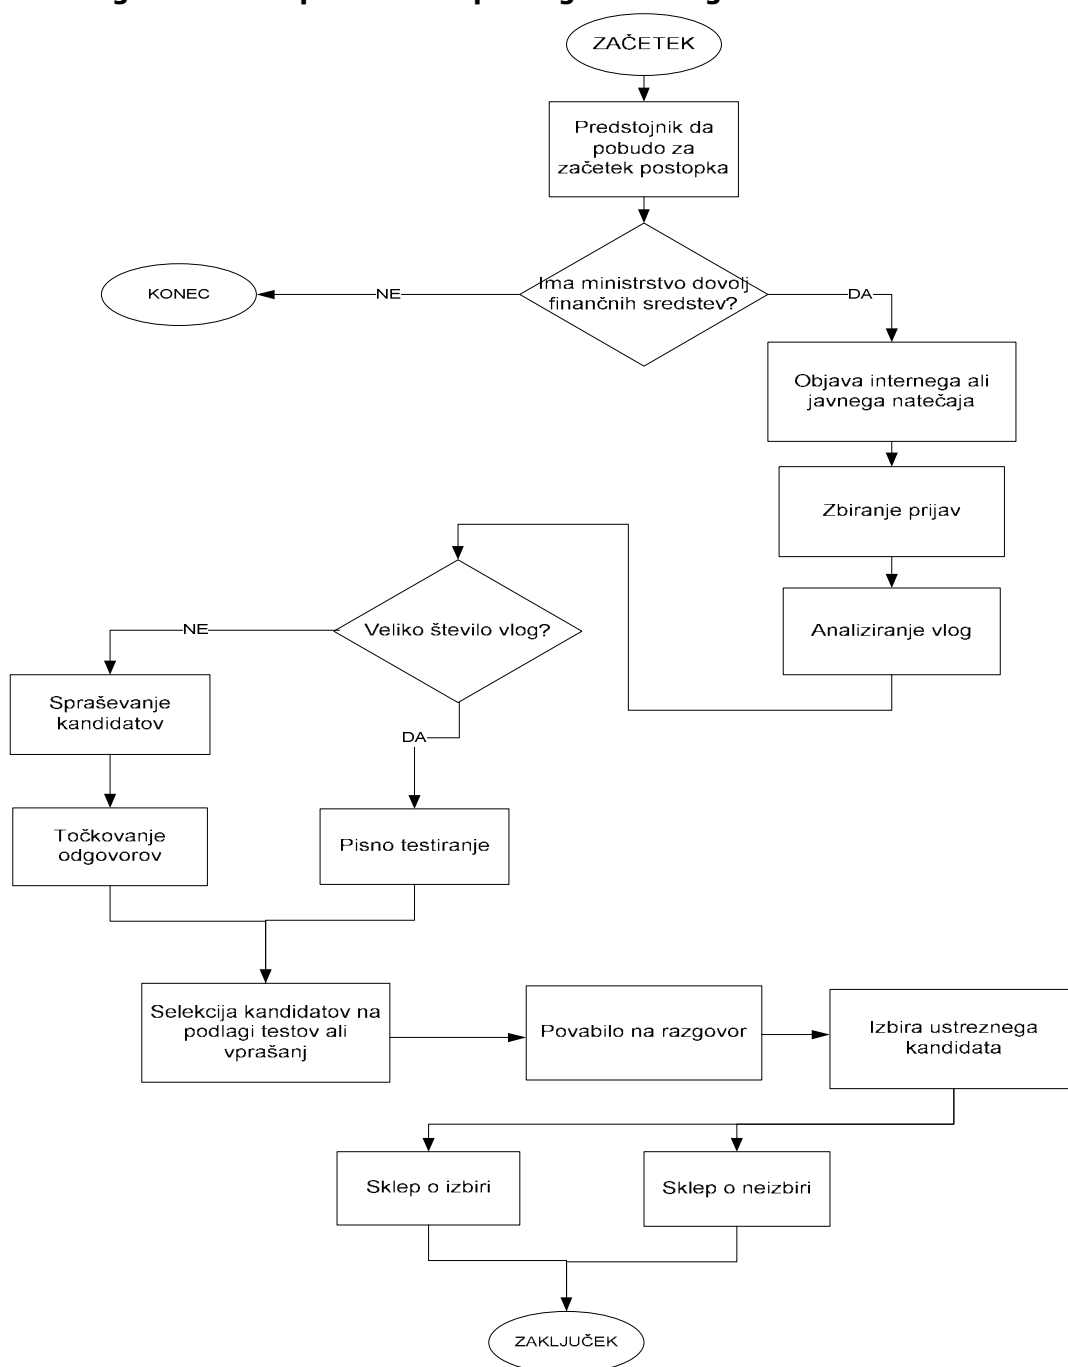 ZAČETEK
Predstojnik da
pobudo za
začetek postopka
Ima ministrstvo dovolj
finančnih sredstev?
NE
KONEC
DA
Objava internega ali
javnega natečaja
Zbiranje prijav
Analiziranje vlog
Veliko število vlog?
NE
Spraševanje
kandidatov
DA
Točkovanje
odgovorov
Pisno testiranje
Selekcija kandidatov na
podlagi testov ali
vprašanj
Povabilo na razgovor
Izbira ustreznega
kandidata
Sklep o izbiri
Sklep o neizbiri
ZAKLJUČEK